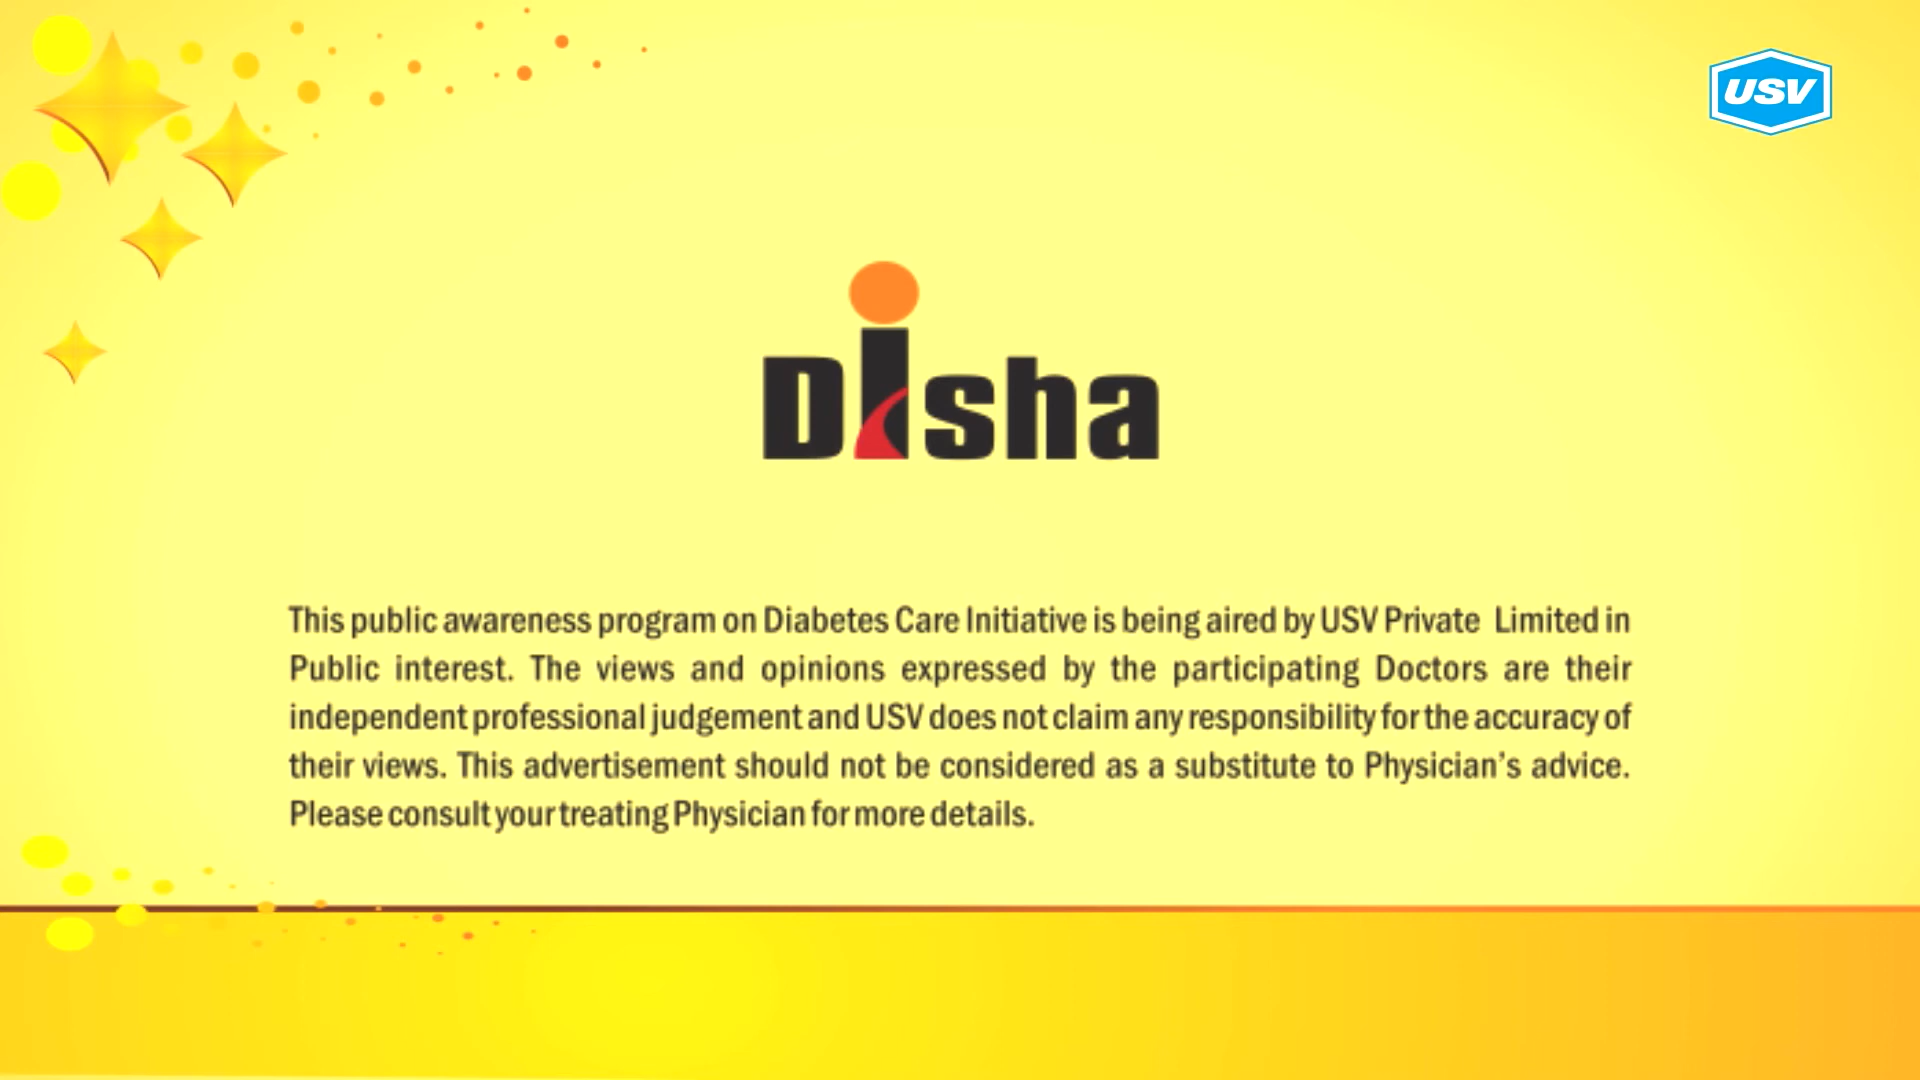 USV
Disha
This public awareness program on Diabetes Care Initiative is being aired by USV Private Limited in
Public interest. The views and opinions expressed by the participating Doctors are their
independent professional judgement and USV does not claim any responsibility for the accuracy of
their views. This advertisement should not be considered as a substitute to Physician’s advice.
Please consult your treating Physician for more details.